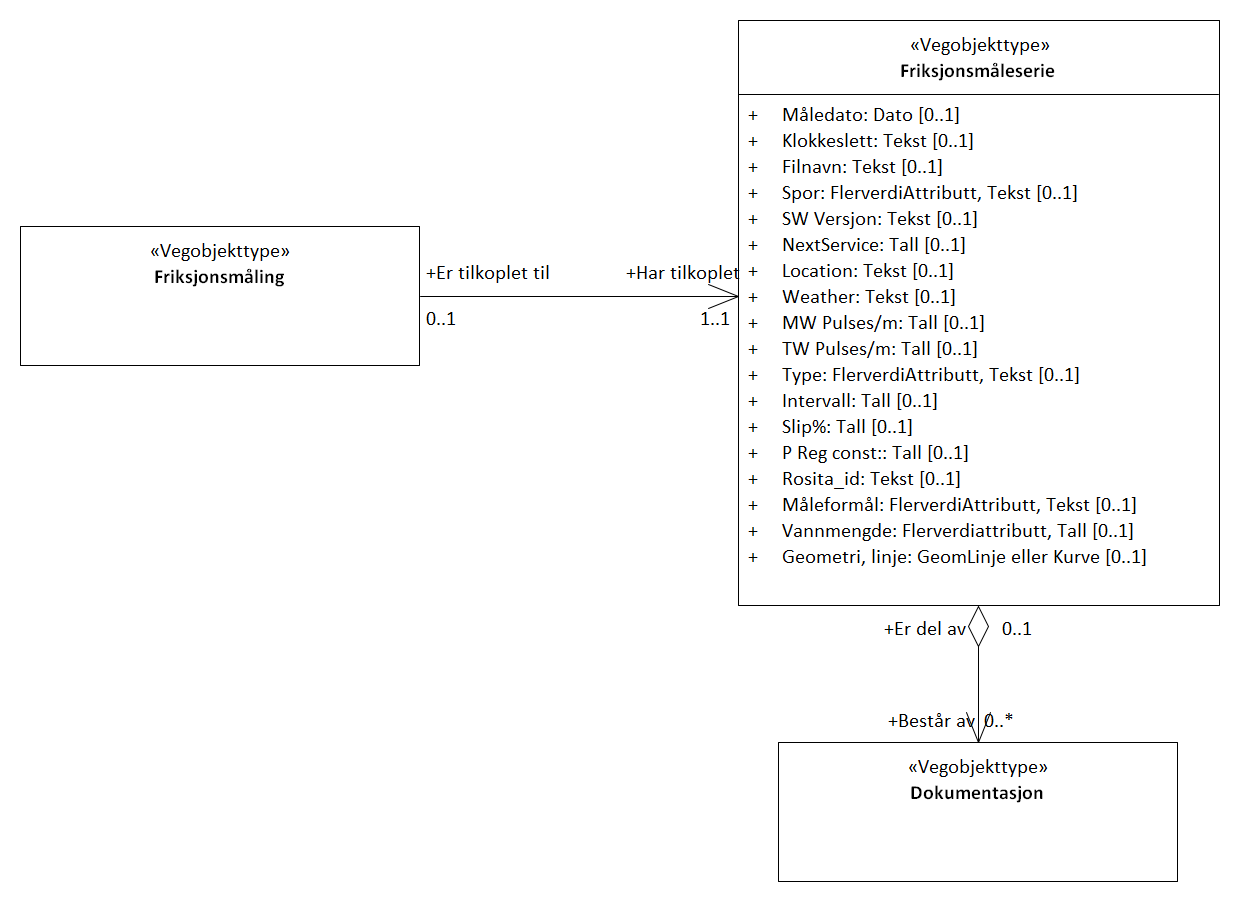 «Vegobjekttype»
Friksjonsmåleserie
+ Måledato: Dato [0..1]
+ Klokkeslett: Tekst [0..1]
+ Filnavn: Tekst [0..1]
+ Spor: FlerverdiAttributt, Tekst [0..1]
+ SW Versjon: Tekst [0..1]
+ NextService: Tall [0..1]
+ Location: Tekst [0..1]
+ Weather: Tekst [0..1]
+ MW Pulses/m: Tall [0..1]
+ TW Pulses/m: Tall [0..1]
+ Type: FlerverdiAttributt, Tekst [0..1]
+ Intervall: Tall [0..1]
+ Slip%: Tall [0..1]
+ P Reg const:: Tall [0..1]
+ Rosita_id: Tekst [0..1]
+ Måleformål: FlerverdiAttributt, Tekst [0..1]
+ Vannmengde: Flerverdiattributt, Tall [0..1]
+ Geometri, linje: GeomLinje eller Kurve [0..1]
«Vegobjekttype»
Friksjonsmåling
+Er tilkoplet til
+Har tilkoplet
0..1
1..1
+Er del av
0..1
+Består av
0..*
«Vegobjekttype»
Dokumentasjon